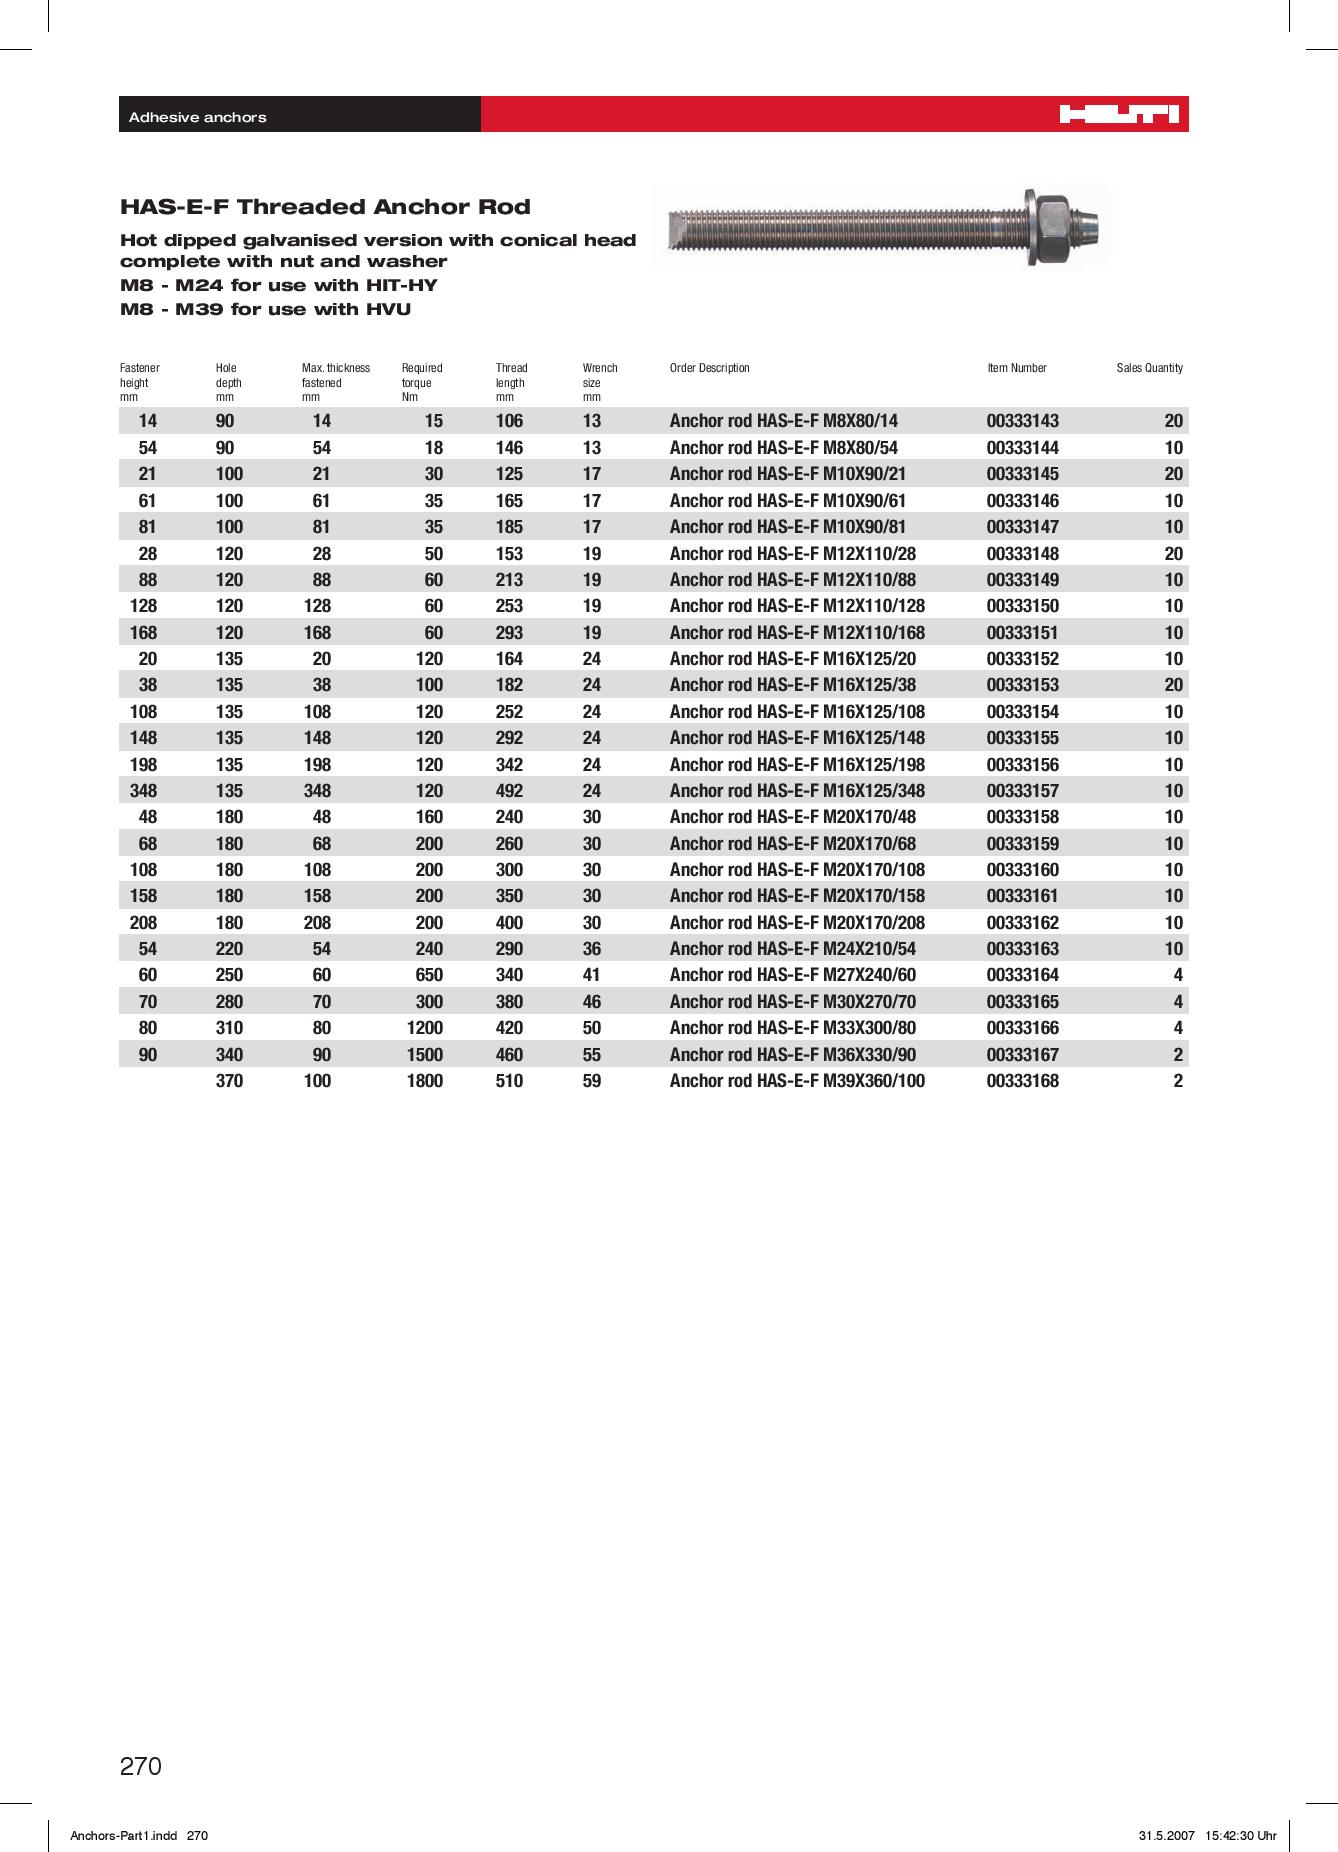 Adhesive anchors
HILTI
HAS-E-F Threaded Anchor Rod
Hot dipped galvanised version with conical head
complete with nut and washer
M8 - M24 for use with HIT-HY
M8 - M39 for use with HVU
Fastener height mm Hole depth mm Max. thickness fastened mm Required torque Nm Thread length mm Wrench size mm Order Description Item Number Sales Quantity
14 90 14 15 106 13 Anchor rod HAS-E-F M8X80/14 00333143 20
54 90 54 18 146 13 Anchor rod HAS-E-F M8X80/54 00333144 10
21 100 21 30 125 17 Anchor rod HAS-E-F M10X90/21 00333145 20
61 100 61 35 165 17 Anchor rod HAS-E-F M10X90/61 00333146 10
81 100 81 35 185 17 Anchor rod HAS-E-F M10X90/81 00333147 10
28 120 28 50 153 19 Anchor rod HAS-E-F M12X110/28 00333148 20
88 120 88 60 213 19 Anchor rod HAS-E-F M12X110/88 00333149 10
128 120 128 60 253 19 Anchor rod HAS-E-F M12X110/128 00333150 10
168 120 168 60 293 19 Anchor rod HAS-E-F M12X110/168 00333151 10
20 135 20 120 164 24 Anchor rod HAS-E-F M16X125/20 00333152 10
38 135 38 100 182 24 Anchor rod HAS-E-F M16X125/38 00333153 20
108 135 108 120 252 24 Anchor rod HAS-E-F M16X125/108 00333154 10
148 135 148 120 292 24 Anchor rod HAS-E-F M16X125/148 00333155 10
198 135 198 120 342 24 Anchor rod HAS-E-F M16X125/198 00333156 10
348 135 348 120 492 24 Anchor rod HAS-E-F M16X125/348 00333157 10
48 180 48 160 240 30 Anchor rod HAS-E-F M20X170/48 00333158 10
68 180 68 200 260 30 Anchor rod HAS-E-F M20X170/68 00333159 10
108 180 108 200 300 30 Anchor rod HAS-E-F M20X170/108 00333160 10
158 180 158 200 350 30 Anchor rod HAS-E-F M20X170/158 00333161 10
208 180 208 200 400 30 Anchor rod HAS-E-F M20X170/208 00333162 10
54 220 54 240 290 36 Anchor rod HAS-E-F M24X210/54 00333163 10
60 250 60 650 340 41 Anchor rod HAS-E-F M27X240/60 00333164 4
70 280 70 300 380 46 Anchor rod HAS-E-F M30X270/70 00333165 4
80 310 80 1200 420 50 Anchor rod HAS-E-F M33X300/80 00333166 4
90 340 90 1500 460 55 Anchor rod HAS-E-F M36X330/90 00333167 2
370 100 1800 510 59 Anchor rod HAS-E-F M39X360/100 00333168 2
270
Anchors-Part1.indd 270 31.5.2007 15:42:30 Uhr